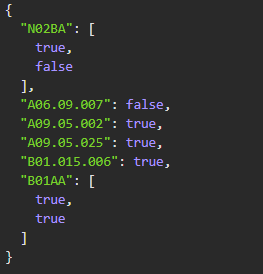 {
"N02BA": [
true,
false
],
"A06.09.007": false,
"A09.05.002": true,
"A09.05.025": true,
"B01.015.006": true,
"B01AA": [
true,
true
]
}